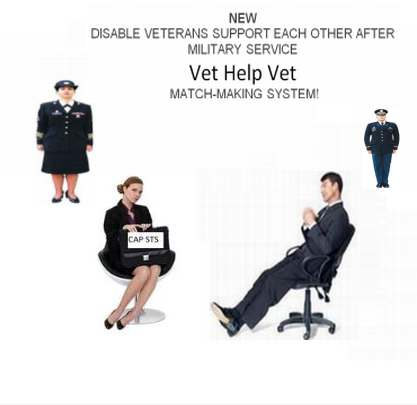 NEW
DISABLE VETERANS SUPPORT EACH OTHER AFTER
MILITARY SERVICE
Vet Help Vet
MATCH-MAKING SYSTEM!
CAP STS